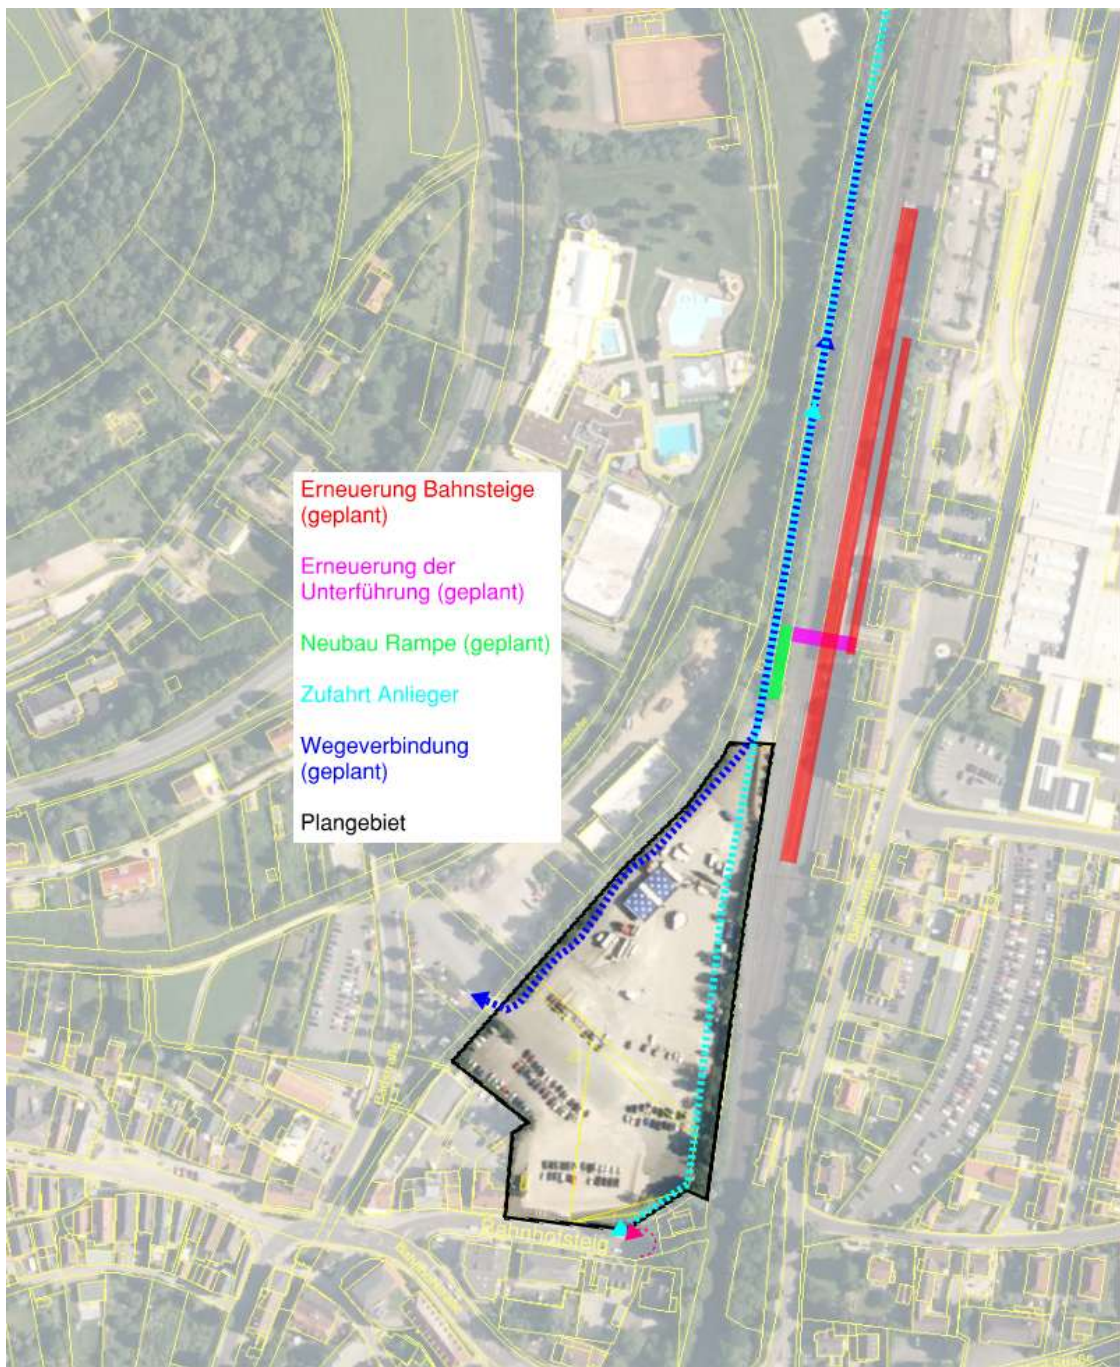 Erneuerung Bahnsteige
(geplant)
Erneuerung der
Unterführung (geplant)
Neubau Rampe (geplant)
Zufahrt Anlieger
Wegeverbindung
(geplant)
Plangebiet
Bahnhofsteig